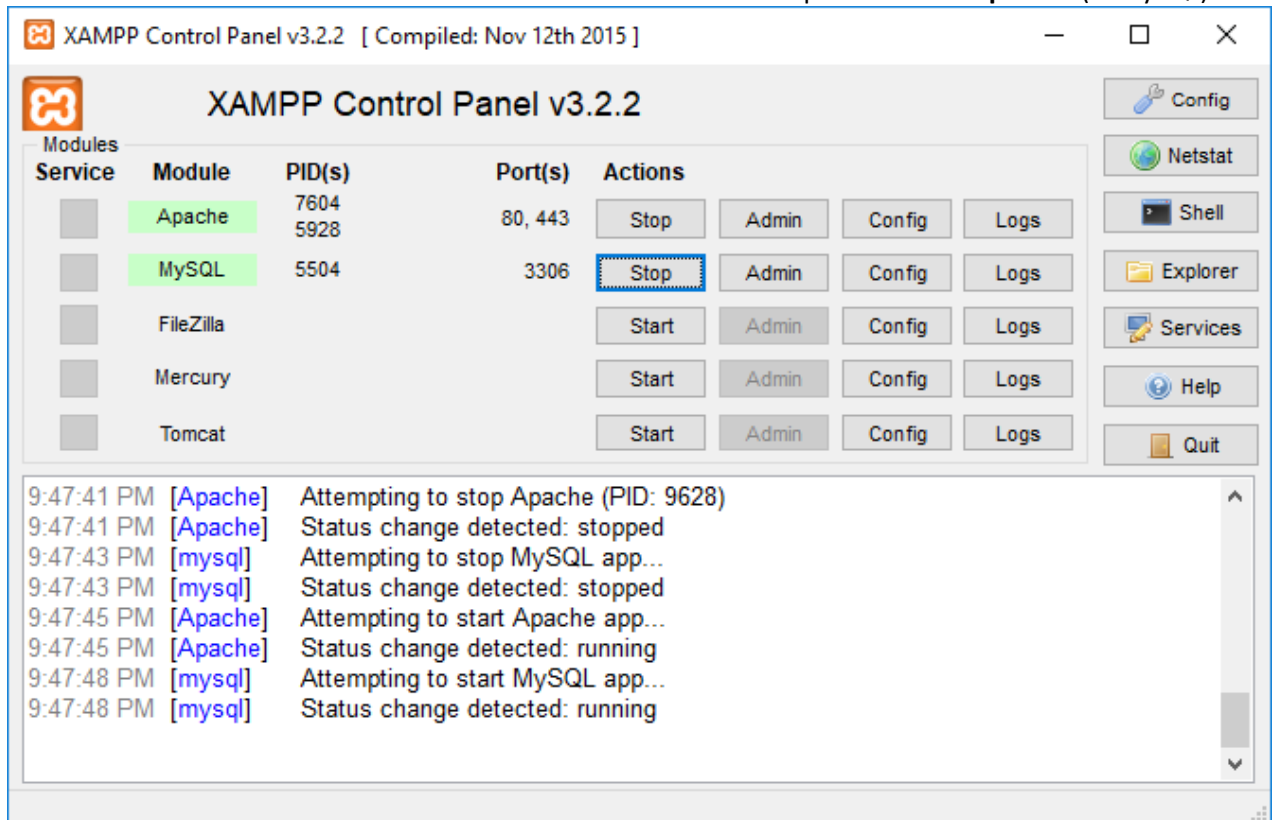 XAMPP Control Panel v3.2.2 [ Compiled: Nov 12th 2015 ]
XAMPP Control Panel v3.2.2
Config
Modules
Service Module PID(s) Port(s) Actions
Netstat
Apache 7604 5928 80, 443 Stop Admin Config Logs
Shell
MySQL 5504 3306 Stop Admin Config Logs
Explorer
FileZilla Start Admin Config Logs
Services
Mercury Start Admin Config Logs
Help
Tomcat Start Admin Config Logs
Quit
9:47:41 PM [Apache] Attempting to stop Apache (PID: 9628)
9:47:41 PM [Apache] Status change detected: stopped
9:47:43 PM [mysql] Attempting to stop MySQL app...
9:47:43 PM [mysql] Status change detected: stopped
9:47:45 PM [Apache] Attempting to start Apache app...
9:47:45 PM [Apache] Status change detected: running
9:47:48 PM [mysql] Attempting to start MySQL app...
9:47:48 PM [mysql] Status change detected: running